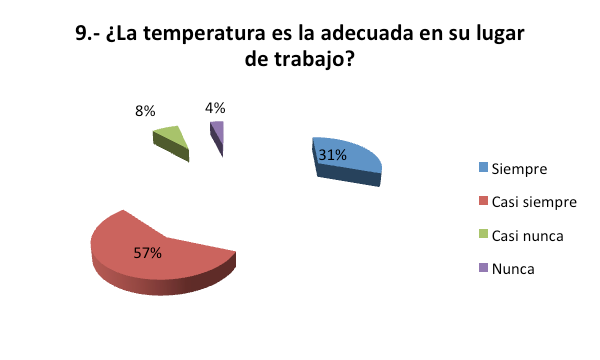 9.- ¿La temperatura es la adecuada en su lugar
de trabajo?
8%
4%
31%
57%
Siempre
Casi siempre
Casi nunca
Nunca